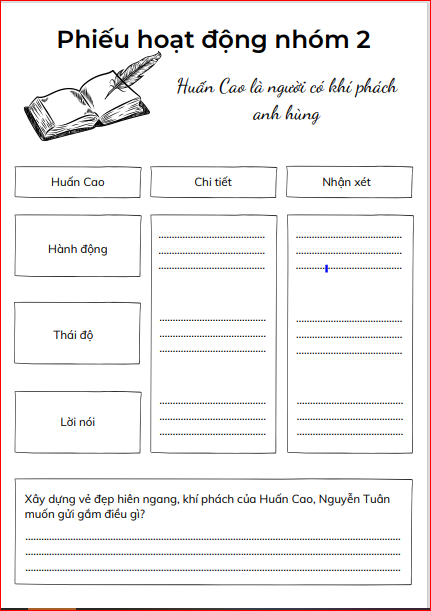 Phiếu hoạt động nhóm 2
Huấn Cao là người có khí phách
anh hùng
Huấn Cao
Chi tiết
Nhận xét
Hành động
Thái độ
Lời nói
Xây dựng vẻ đẹp hiên ngang, khí phách của Huấn Cao, Nguyễn Tuân
muốn gửi gắm điều gì?